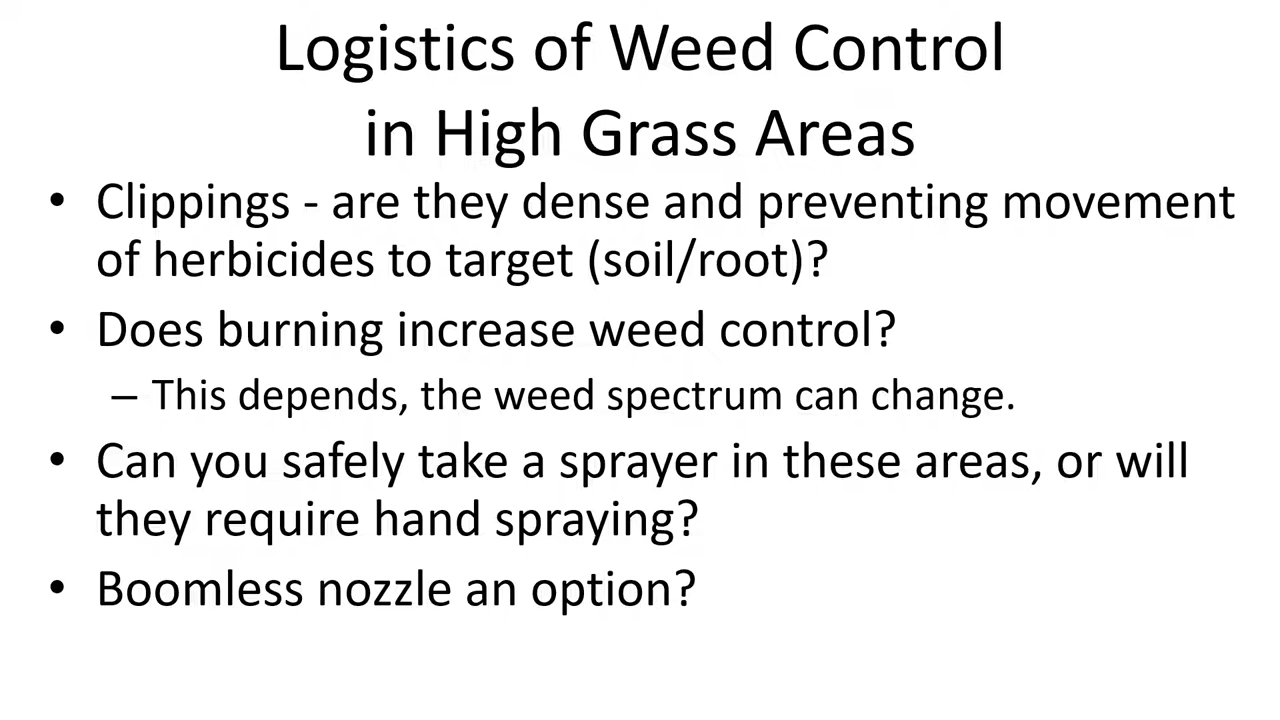 Logistics of Weed Control
in High Grass Areas
• Clippings - are they dense and preventing movement
of herbicides to target (soil/root)?
• Does burning increase weed control?
– This depends, the weed spectrum can change.
• Can you safely take a sprayer in these areas, or will
they require hand spraying?
• Boomless nozzle an option?